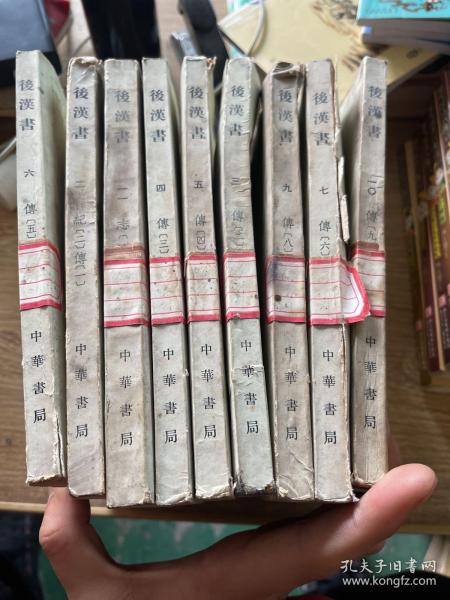 後漢書 六 傳〔五〕 中華書局
後漢書 二 紀〔二〕傳〔一〕 中華書局
後漢書 一一 志 中華書局
後漢書 四 傳〔三〕 中華書局
後漢書 五 傳〔四〕 中華書局
後漢書 三 傳〔二〕 中華書局
後漢書 九 傳〔八〕 中華書局
後漢書 七 傳〔六〕 中華書局
後漢書 一〇 傳〔九〕 中華書局
孔夫子旧书网
www.kongfz.com